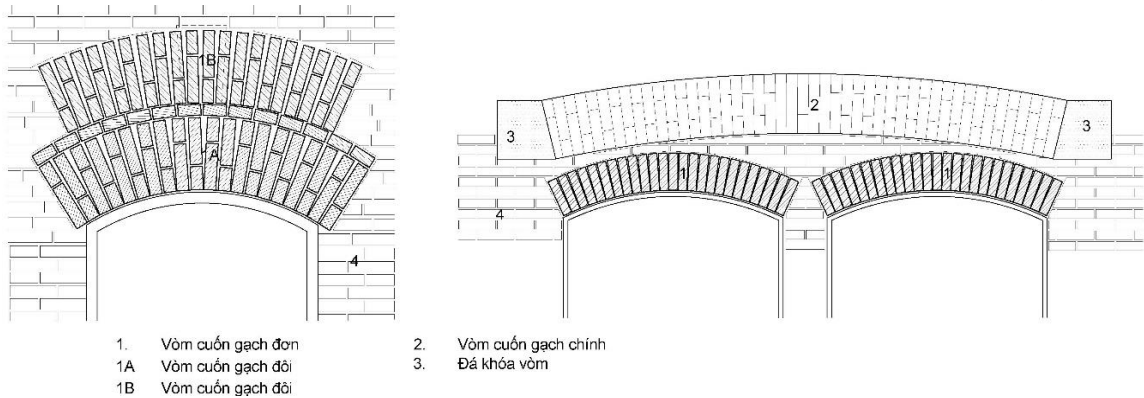 1B
A
4
2
3
3
1
1
4
1. Vòm cuốn gạch đơn
1A Vòm cuốn gạch đôi
1B Vòm cuốn gạch đôi
2. Vòm cuốn gạch chính
3. Đá khóa vòm